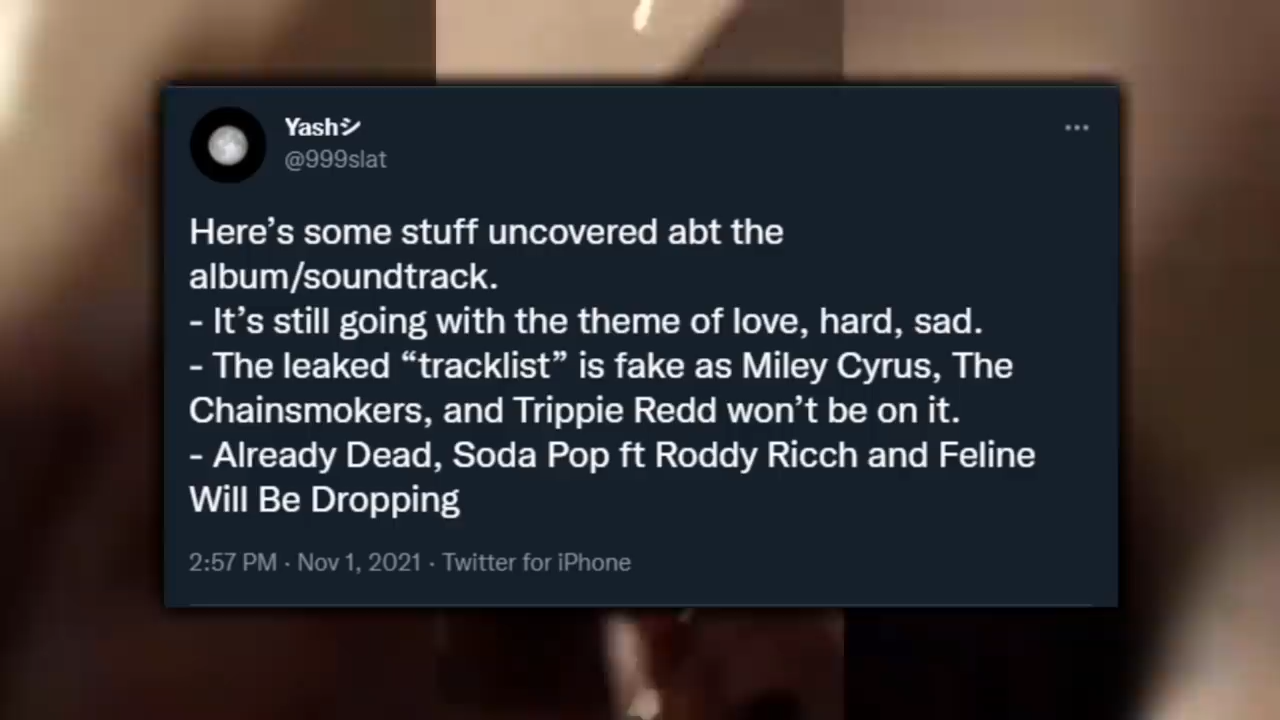 Yashシ
@999slat
Here’s some stuff uncovered abt the
album/soundtrack.
- It’s still going with the theme of love, hard, sad.
- The leaked “tracklist” is fake as Miley Cyrus, The
Chainsmokers, and Trippie Redd won’t be on it.
- Already Dead, Soda Pop ft Roddy Ricch and Feline
Will Be Dropping
2:57 PM · Nov 1, 2021 · Twitter for iPhone